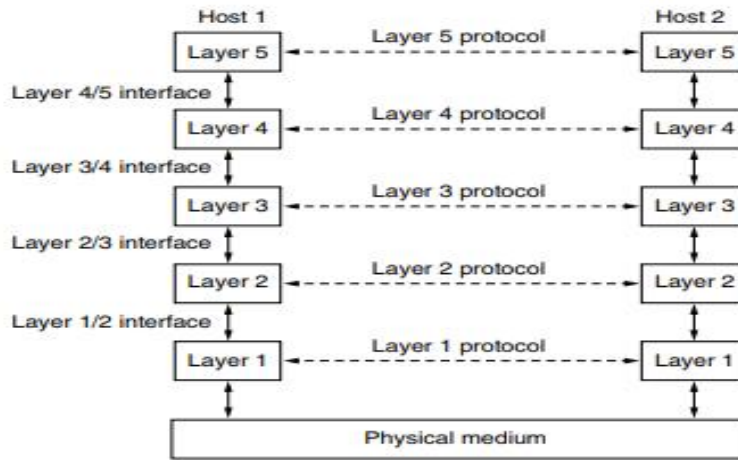 Host 1 Host 2
Layer 5 Layer 5 protocol Layer 5
Layer 4/5 interface
Layer 4 Layer 4 protocol Layer 4
Layer 3/4 interface
Layer 3 Layer 3 protocol Layer 3
Layer 2/3 interface
Layer 2 Layer 2 protocol Layer 2
Layer 1/2 interface
Layer 1 Layer 1 protocol Layer 1
Physical medium